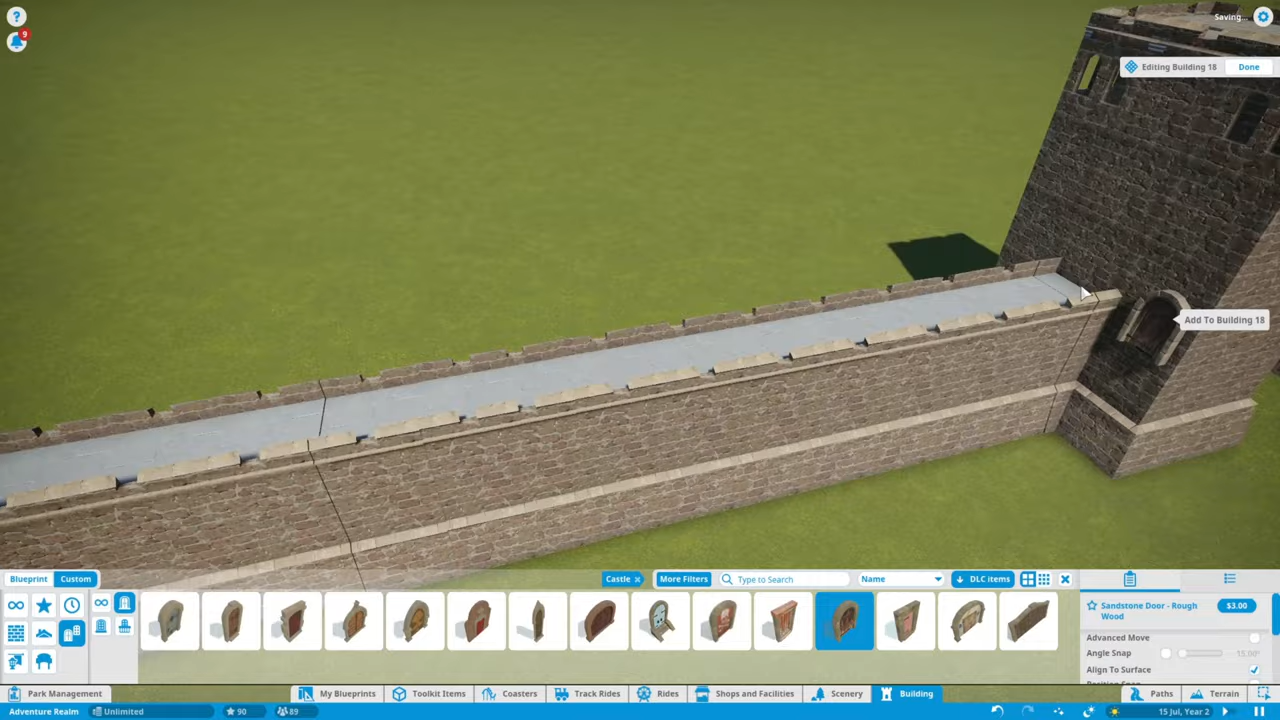 ?
9
Saving...
Editing Building 18
Done
Add To Building 18
Blueprint
Custom
Castle ×
More Filters
Type to Search
Name
DLC items
Sandstone Door - Rough
Wood
$3.00
Advanced Move
Angle Snap
15.00°
Align To Surface
Park Management
My Blueprints
Toolkit Items
Coasters
Track Rides
Rides
Shops and Facilities
Scenery
Building
Paths
Terrain
Adventure Realm
Unlimited
90
89
15 Jul, Year 2